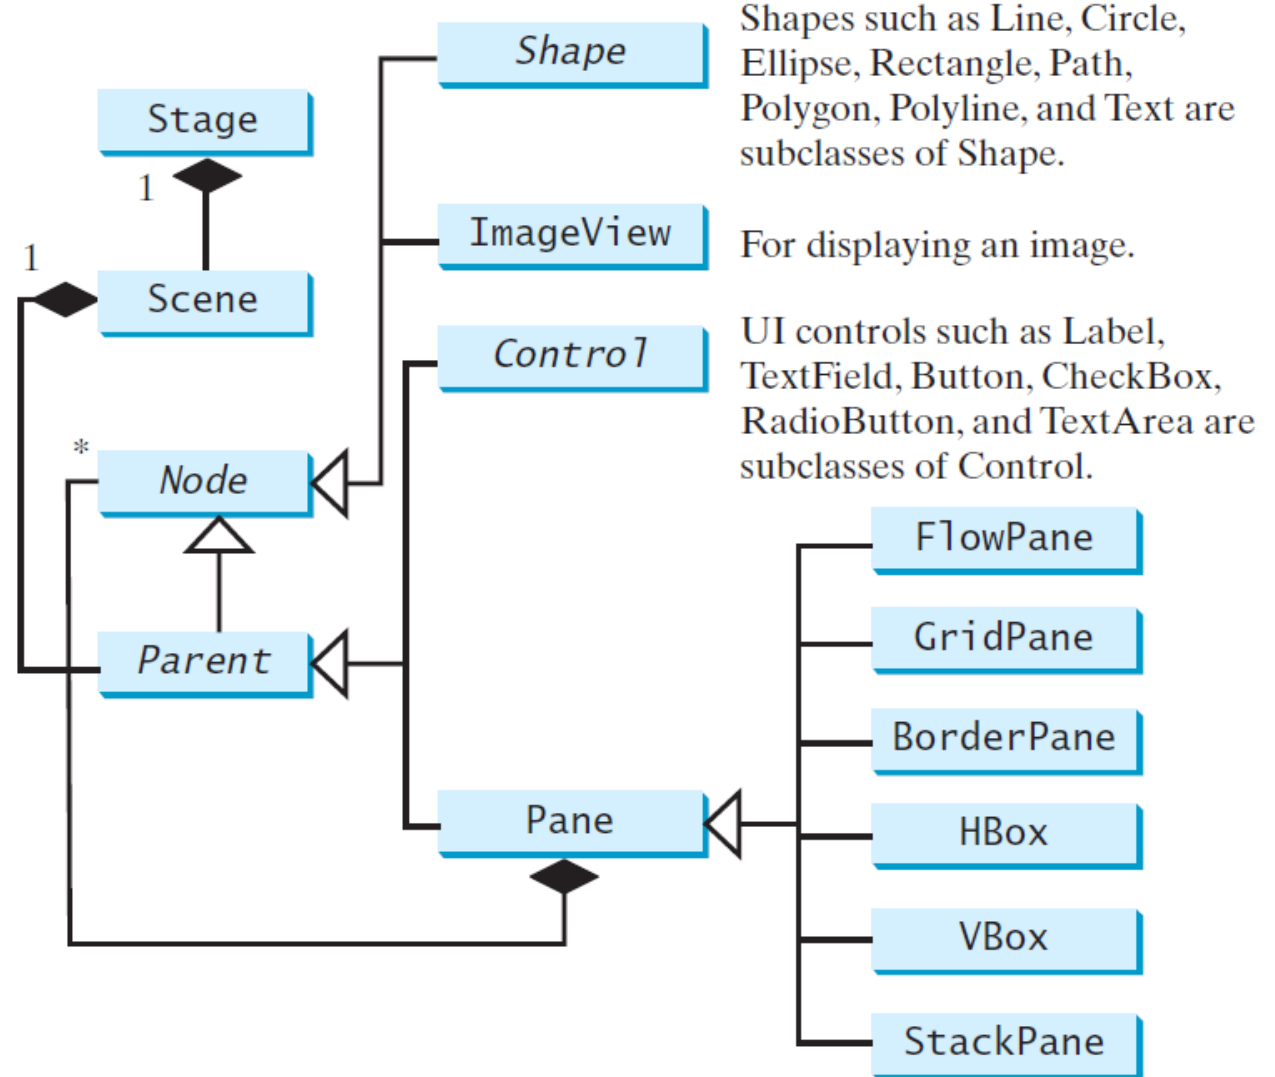 Shape
Shapes such as Line, Circle,
Ellipse, Rectangle, Path,
Polygon, Polyline, and Text are
subclasses of Shape.
Stage
1
ImageView
For displaying an image.
1
Scene
Control
UI controls such as Label,
TextField, Button, CheckBox,
RadioButton, and TextArea are
subclasses of Control.
*
Node
FlowPane
GridPane
Parent
BorderPane
Pane
HBox
VBox
StackPane